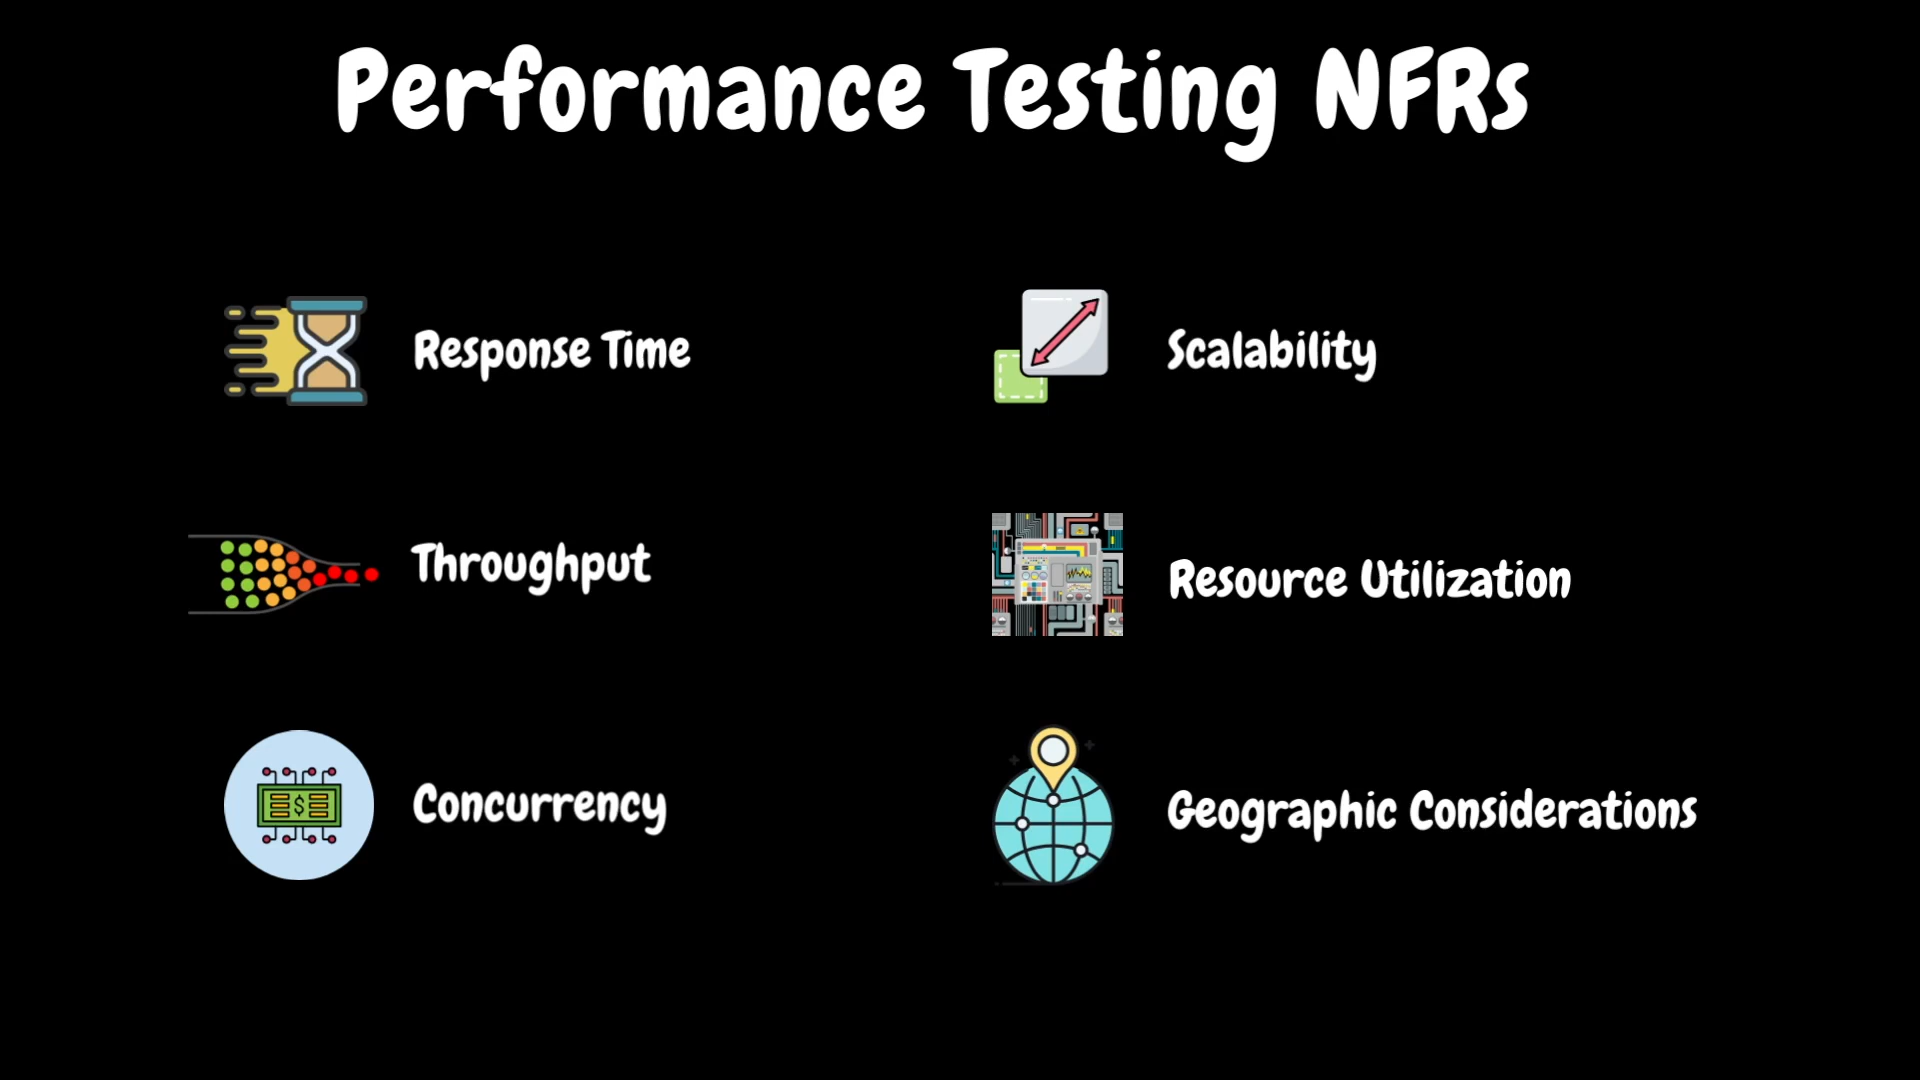 Performance Testing NFRs
Response Time
Scalability
Throughput
Resource Utilization
$
Concurrency
Geographic Considerations